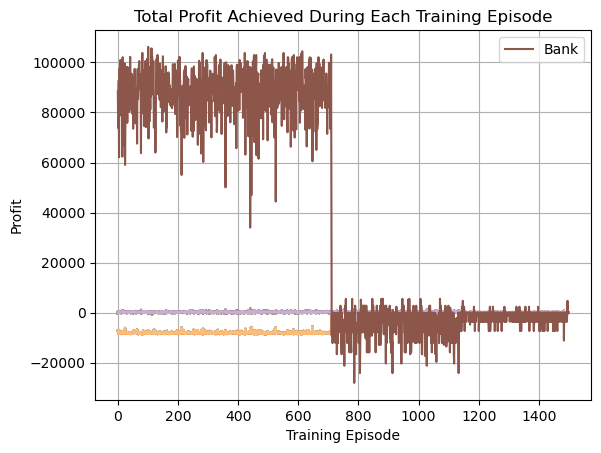 Total Profit Achieved During Each Training Episode
Bank
100000
80000
60000
40000
20000
0
−20000
Profit
0 200 400 600 800 1000 1200 1400
Training Episode